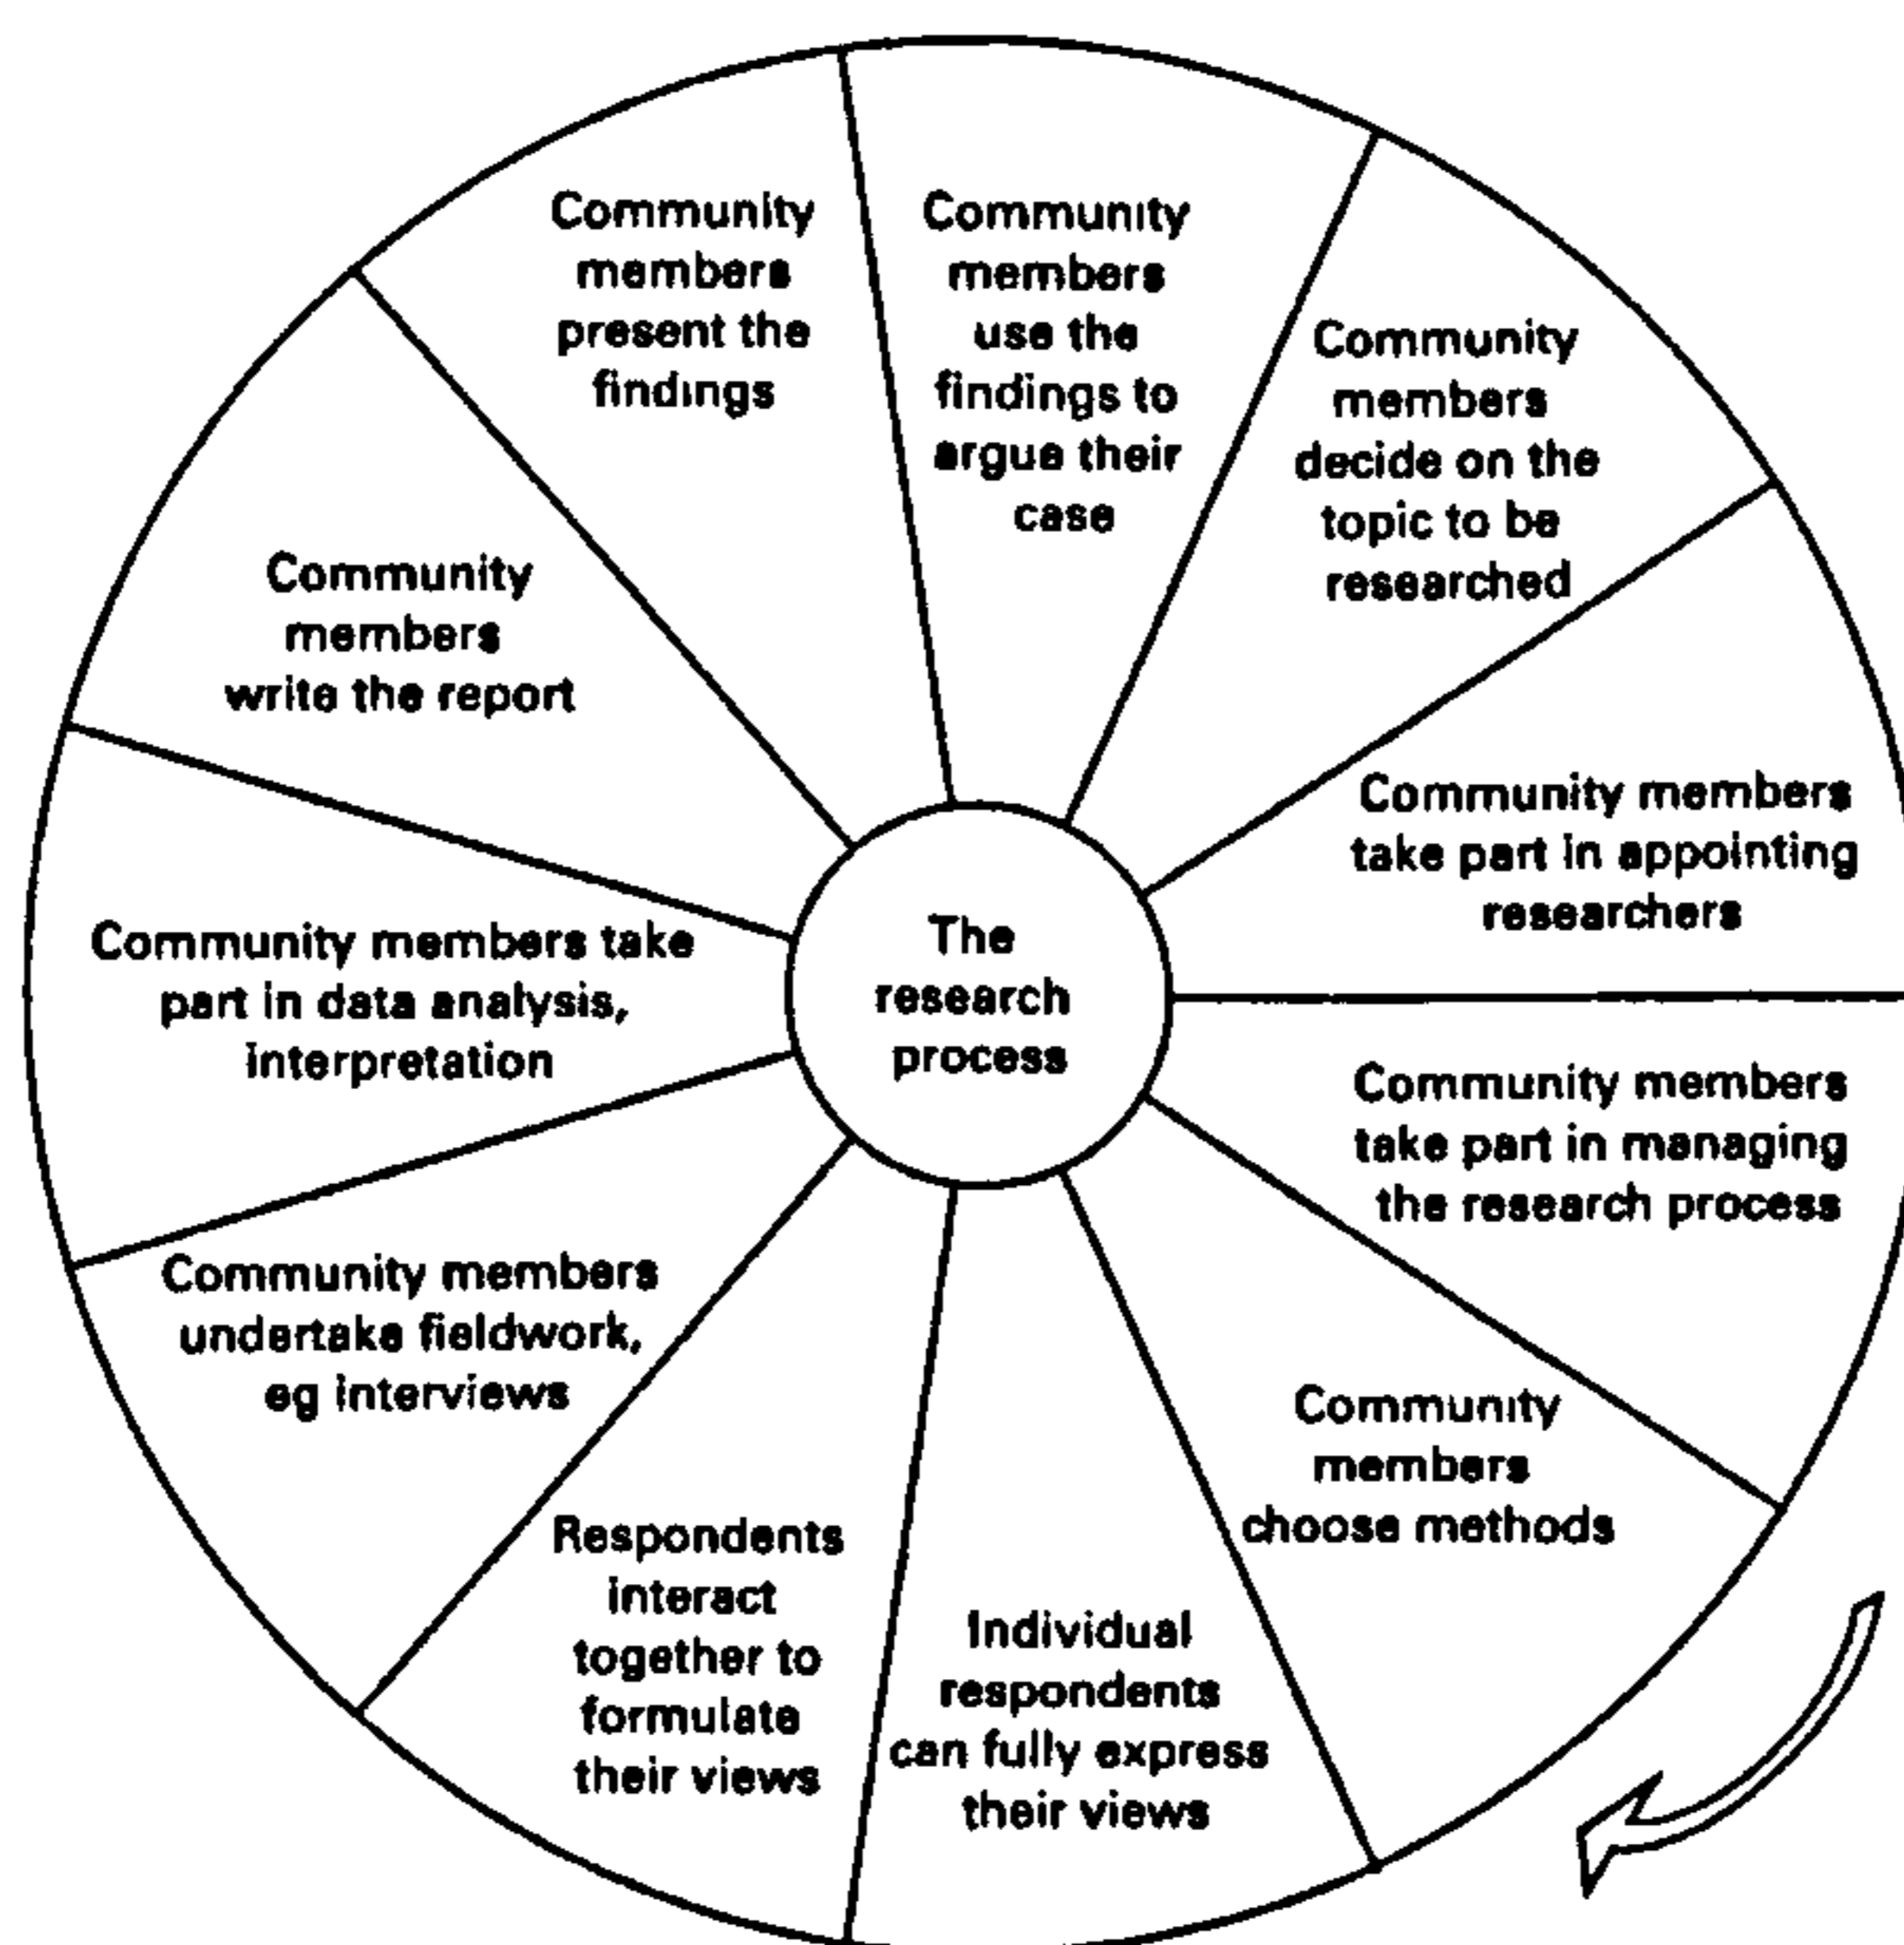 Community
members
present the
findings
Community
members
use the
findings to
argue their
case
Community
members
decide on the
topic to be
researched
Community members
take part in appointing
researchers
Community members
take part in managing
the research process
Community
members
choose methods
Individual
respondents
can fully express
their views
Respondents
interact
together to
formulate
their views
Community members
undertake fieldwork,
eg interviews
Community members take
part in data analysis,
interpretation
Community
members
write the report
The
research
process